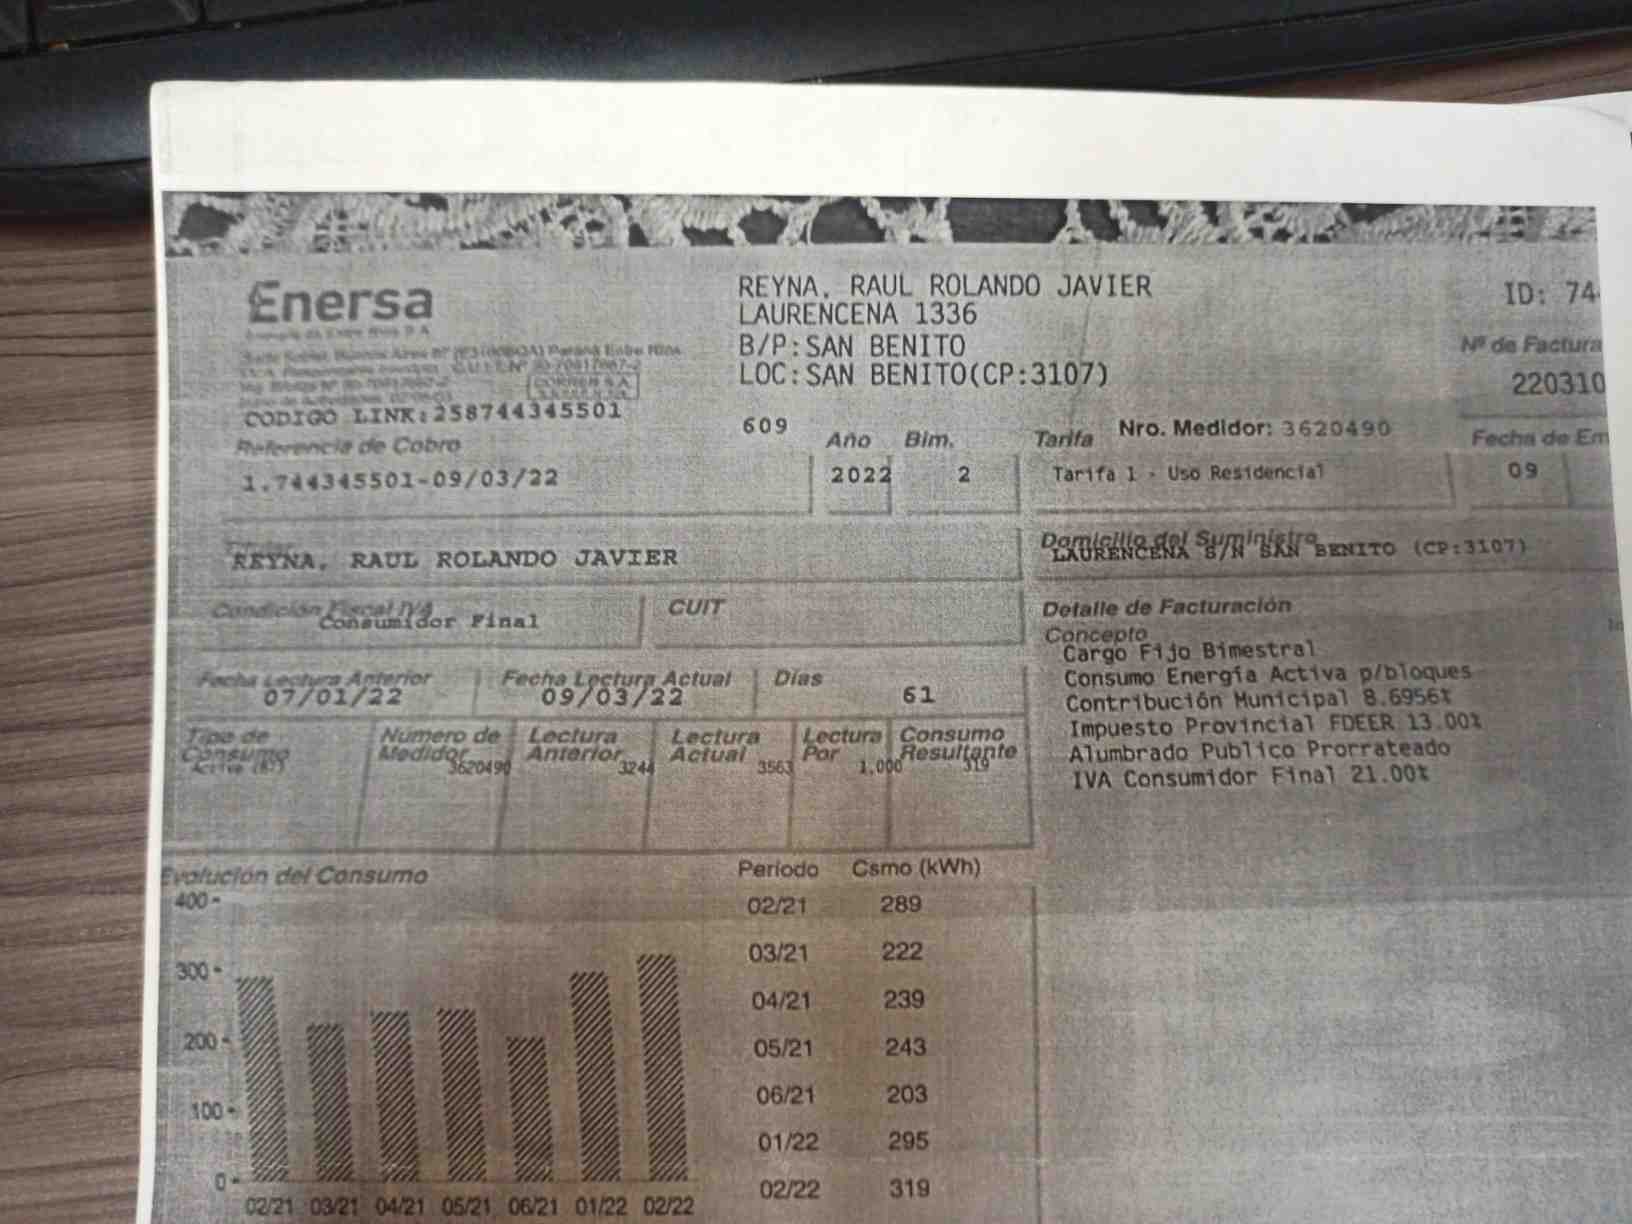 Enersa
REYNA, RAUL ROLANDO JAVIER
LAURENCENA 1336
B/P:SAN BENITO
LOC:SAN BENITO(CP:3107)
ID: 74
Nº de Factura
220310
CODIGO LINK:258744345501
609
Referencia de Cobro
1.744345501-09/03/22
Año
2022
Bim.
2
Tarifa
Nro. Medidor: 3620490
Tarifa 1 - Uso Residencial
Fecha de Em
09
REYNA, RAUL ROLANDO JAVIER
Domicilio del Suministro
LAURENCENA S/N SAN BENITO (CP:3107)
Condición Fiscal IVA
Consumidor Final
CUIT
Fecha Lectura Anterior
07/01/22
Fecha Lectura Actual
09/03/22
Días
61
Tipo de Consumo
Número de Medidor
3620490
Lectura Anterior
3244
Lectura Actual
3563
Lectura Por
1,000
Consumo Resultante
319
Detalle de Facturación
Concepto
Cargo Fijo Bimestral
Consumo Energía Activa p/bloques
Contribución Municipal 8.6956%
Impuesto Provincial FDEER 13.00%
Alumbrado Publico Prorrateado
IVA Consumidor Final 21.00%
Evolución del Consumo
400
300
200
100
0
02/21 03/21 04/21 05/21 06/21 01/22 02/22
Período Csmo (kWh)
02/21 289
03/21 222
04/21 239
05/21 243
06/21 203
01/22 295
02/22 319